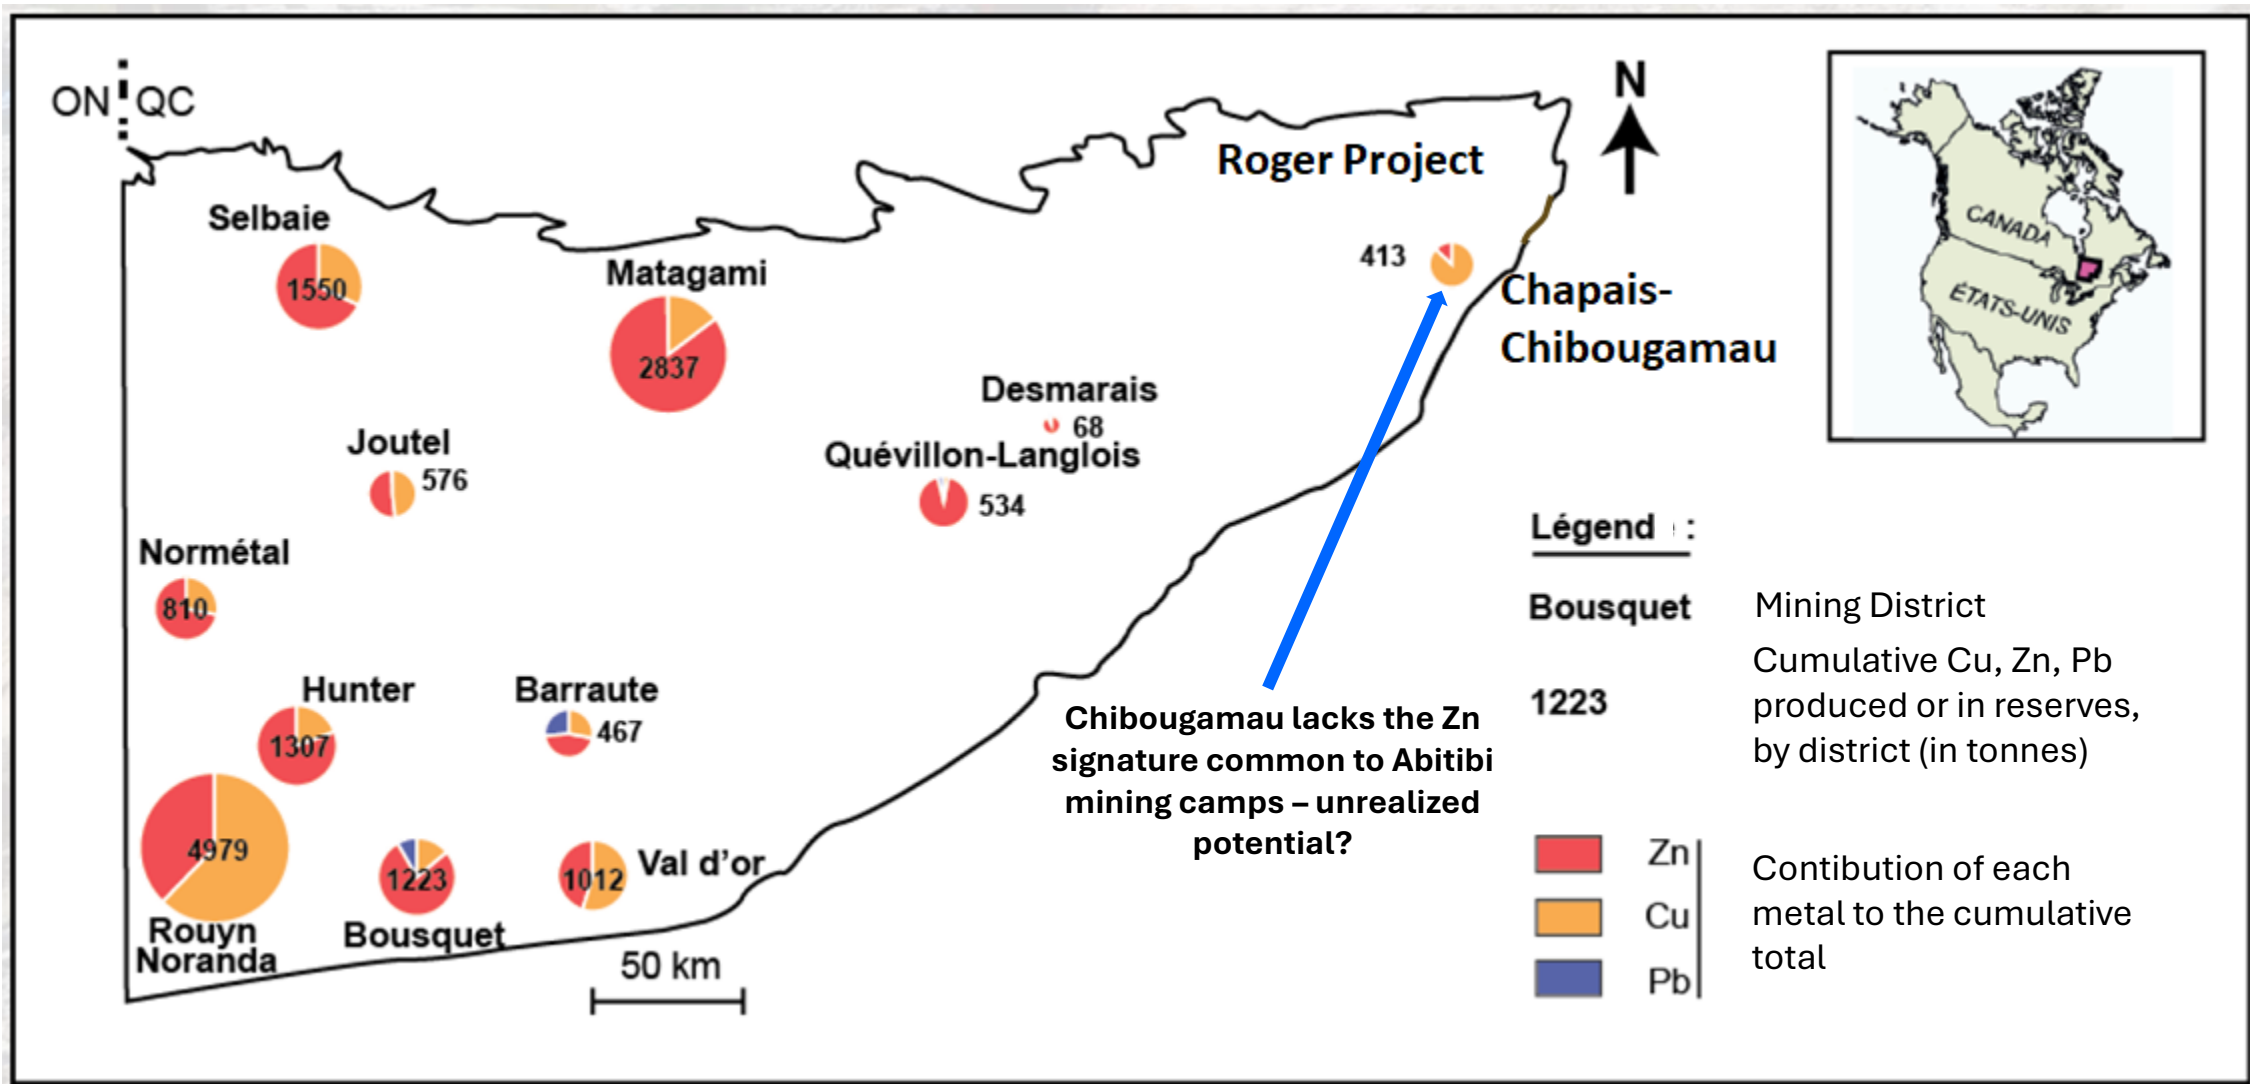 ON QC
N
Roger Project
Selbaie
1550
Matagami
2837
413
Chapais-
Chibougamau
CANADA
ÉTATS-UNIS
Desmarais
68
Joutel
576
Quévillon-Langlois
534
Normétal
810
Légend :
Bousquet
Mining District
1223
Cumulative Cu, Zn, Pb
produced or in reserves,
by district (in tonnes)
Hunter
1307
Barraute
467
Chibougamau lacks the Zn
signature common to Abitibi
mining camps – unrealized
potential?
4979
Rouyn
Noranda
1223
Bousquet
1012
Val d'or
50 km
Zn
Cu
Pb
Contibution of each
metal to the cumulative
total